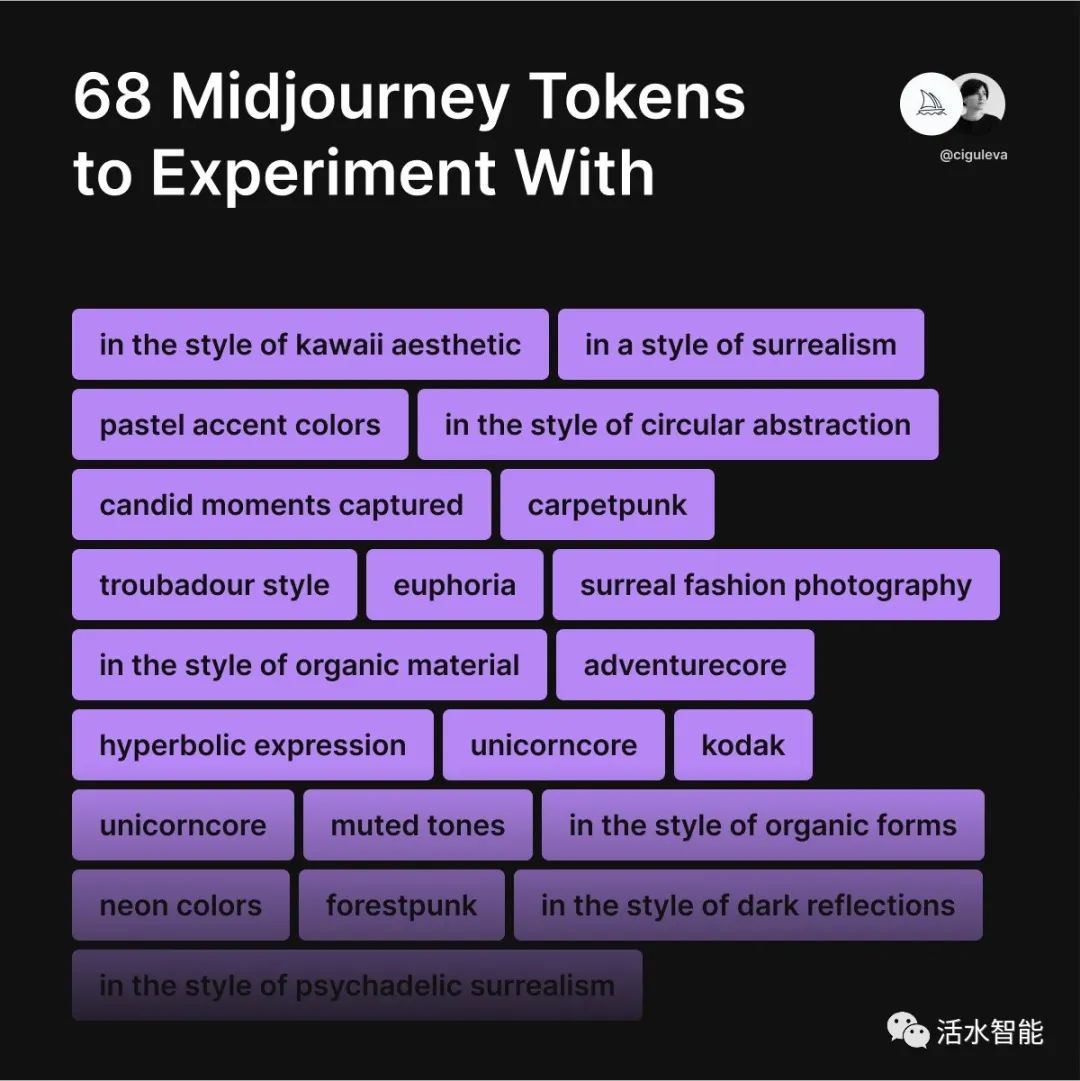 68 Midjourney Tokens
to Experiment With
@ciguleva
in the style of kawaii aesthetic in a style of surrealism
pastel accent colors in the style of circular abstraction
candid moments captured carpetpunk
troubadour style euphoria surreal fashion photography
in the style of organic material adventurecore
hyperbolic expression unicorncore kodak
unicorncore muted tones in the style of organic forms
neon colors forestpunk in the style of dark reflections
in the style of psychadelic surrealism
活水智能